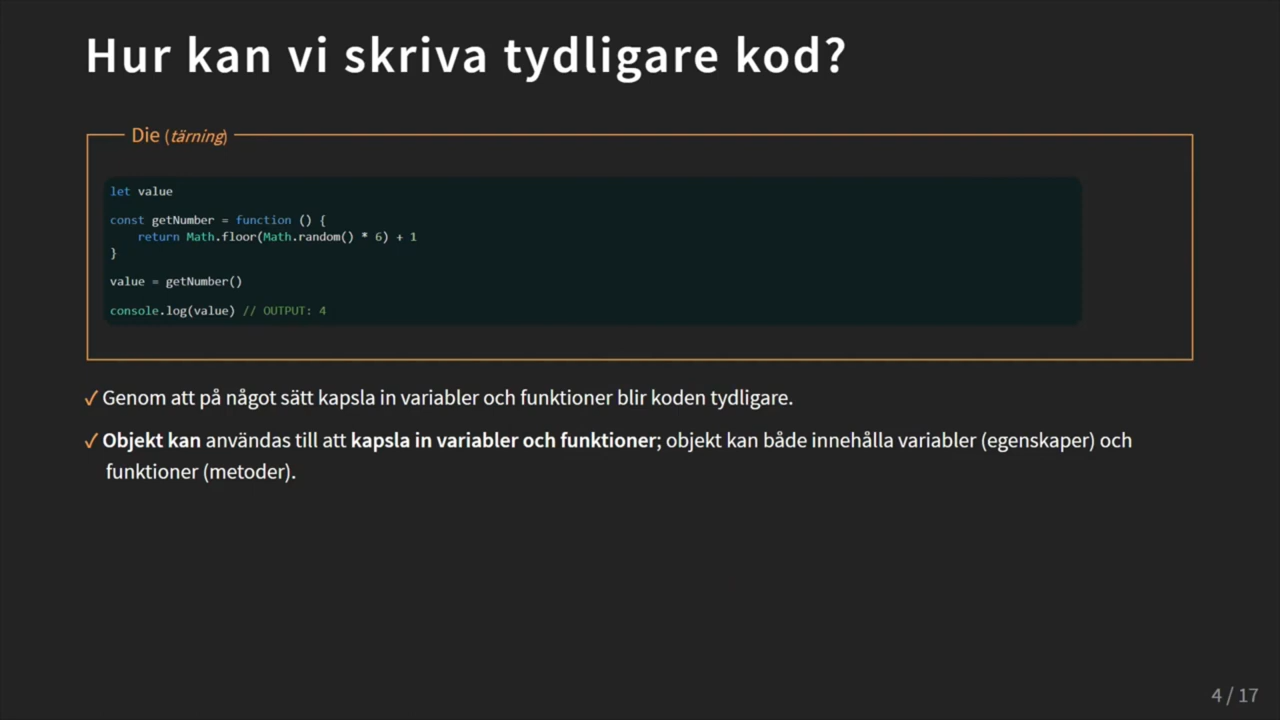 Hur kan vi skriva tydligare kod?
Die (tärning)
let value
const getNumber = function () {
    return Math.floor(Math.random() * 6) + 1
}
value = getNumber()
console.log(value) // OUTPUT: 4
✓ Genom att på något sätt kapsla in variabler och funktioner blir koden tydligare.
✓ Objekt kan användas till att kapsla in variabler och funktioner; objekt kan både innehålla variabler (egenskaper) och
funktioner (metoder).
4 / 17